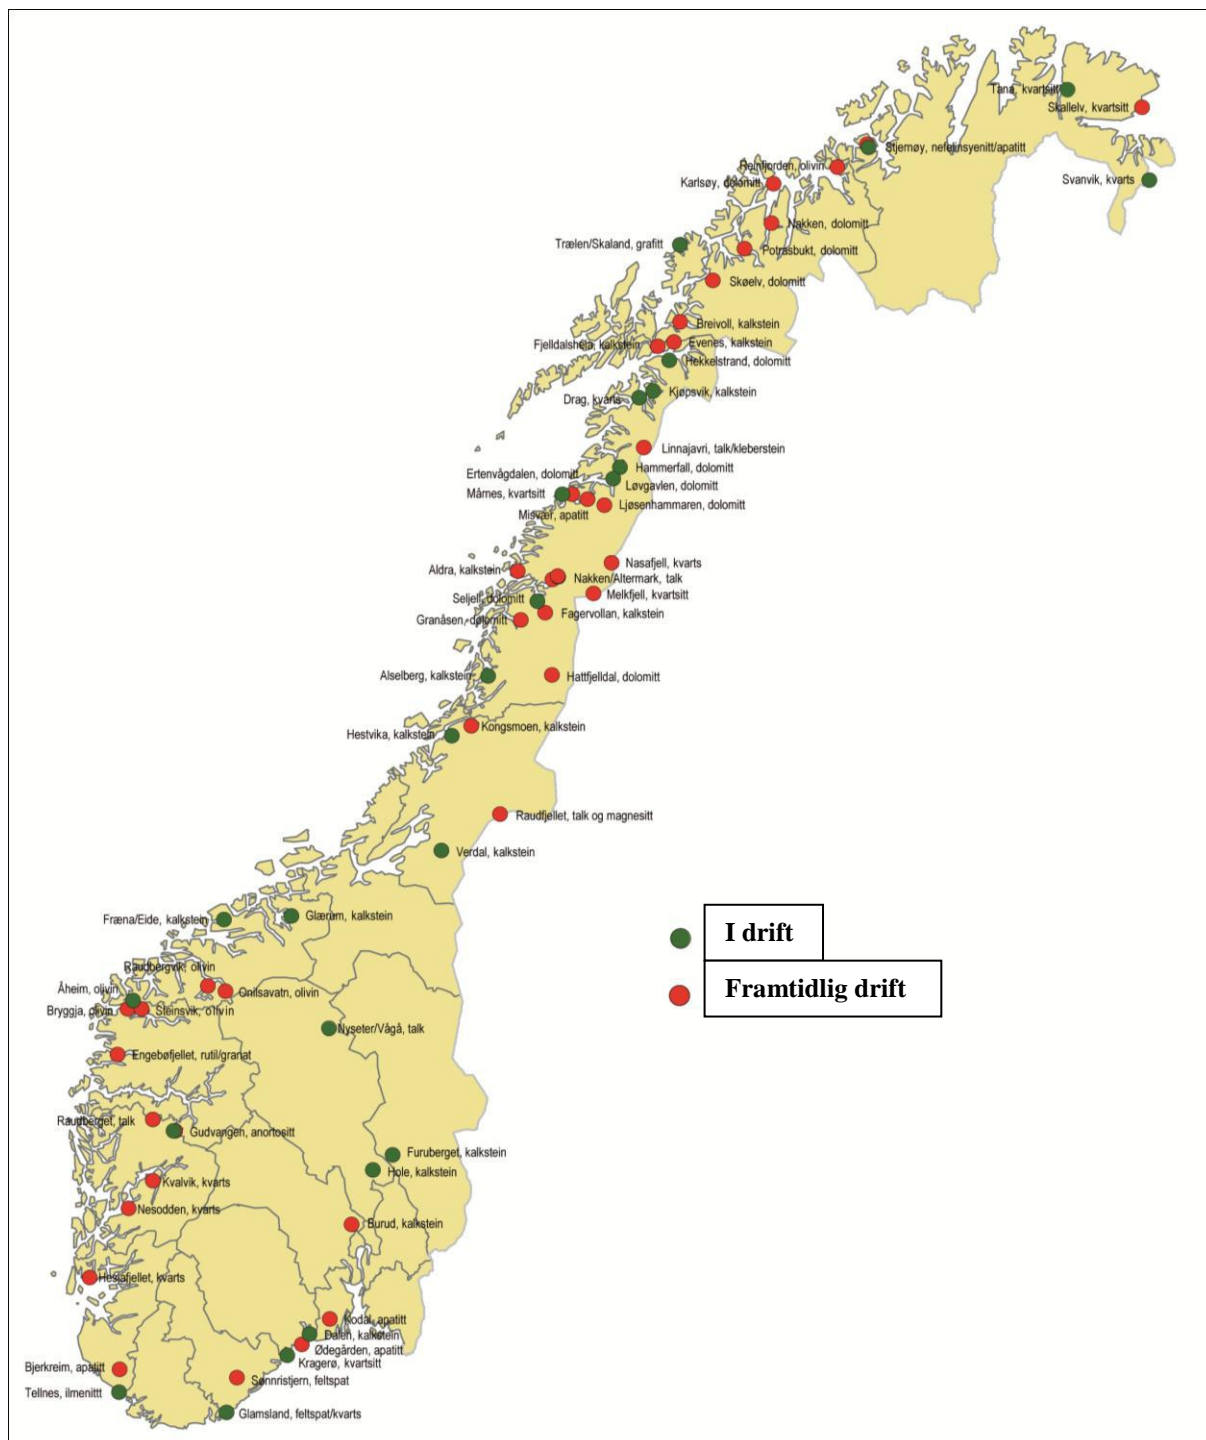 Tana, kvartsitt
Skallelv, kvartsitt
Stjernøy, nefelinsyenitt/apatitt
Reinfjorden, olivin
Karlsøy, dolomitt
Svanvik, kvarts
Nakken, dolomitt
Trælen/Skaland, grafitt
Potrasbukt, dolomitt
Skøelv, dolomitt
Breivoll, kalkstein
Evenes, kalkstein
Fjelldalsheia, kalkstein
Hekkelstrand, dolomitt
Kjøpsvik, kalkstein
Drag, kvarts
Linnajavri, talk/kleberstein
Hammerfall, dolomitt
Ertenvågdalen, dolomitt
Løvgavlen, dolomitt
Mårnes, kvartsitt
Ljøsenhammaren, dolomitt
Misvær, apatitt
Nasafjell, kvarts
Aldra, kalkstein
Nakken/Altermark, talk
Melkfjell, kvartsitt
Seljeli, dolomitt
Fagervollan, kalkstein
Granåsen, dolomitt
Alselberg, kalkstein
Hattfjelldal, dolomitt
Kongsmoen, kalkstein
Hestvika, kalkstein
Raudfjellet, talk og magnesitt
Verdal, kalkstein
Glærum, kalkstein
Fræna/Eide, kalkstein
I drift
Framtidlig drift
Raudbergvik, olivin
Åheim, olivin
Onilsavatn, olivin
Bryggja, olivin
Steinsvik, olivin
Nyseter/Vågå, talk
Engebøfjellet, rutil/granat
Raudberget, talk
Gudvangen, anortositt
Furuberget, kalkstein
Hole, kalkstein
Kvalvik, kvarts
Nesodden, kvarts
Burud, kalkstein
Heslafjellet, kvarts
Kodal, apatitt
Dalen, kalkstein
Ødegården, apatitt
Kragerø, kvartsitt
Bjerkreim, apatitt
Sønnristjern, feltspat
Tellnes, ilmenittt
Glamsland, feltspat/kvarts